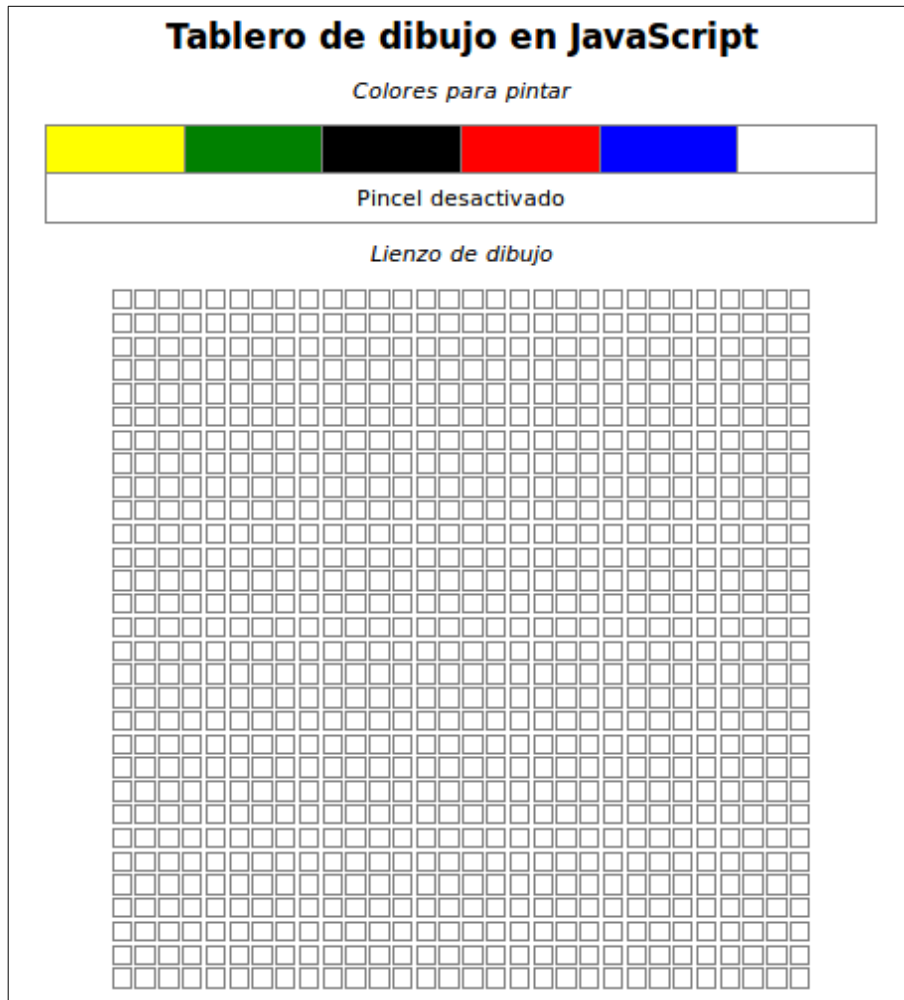 Tablero de dibujo en JavaScript
Colores para pintar
Pincel desactivado
Lienzo de dibujo